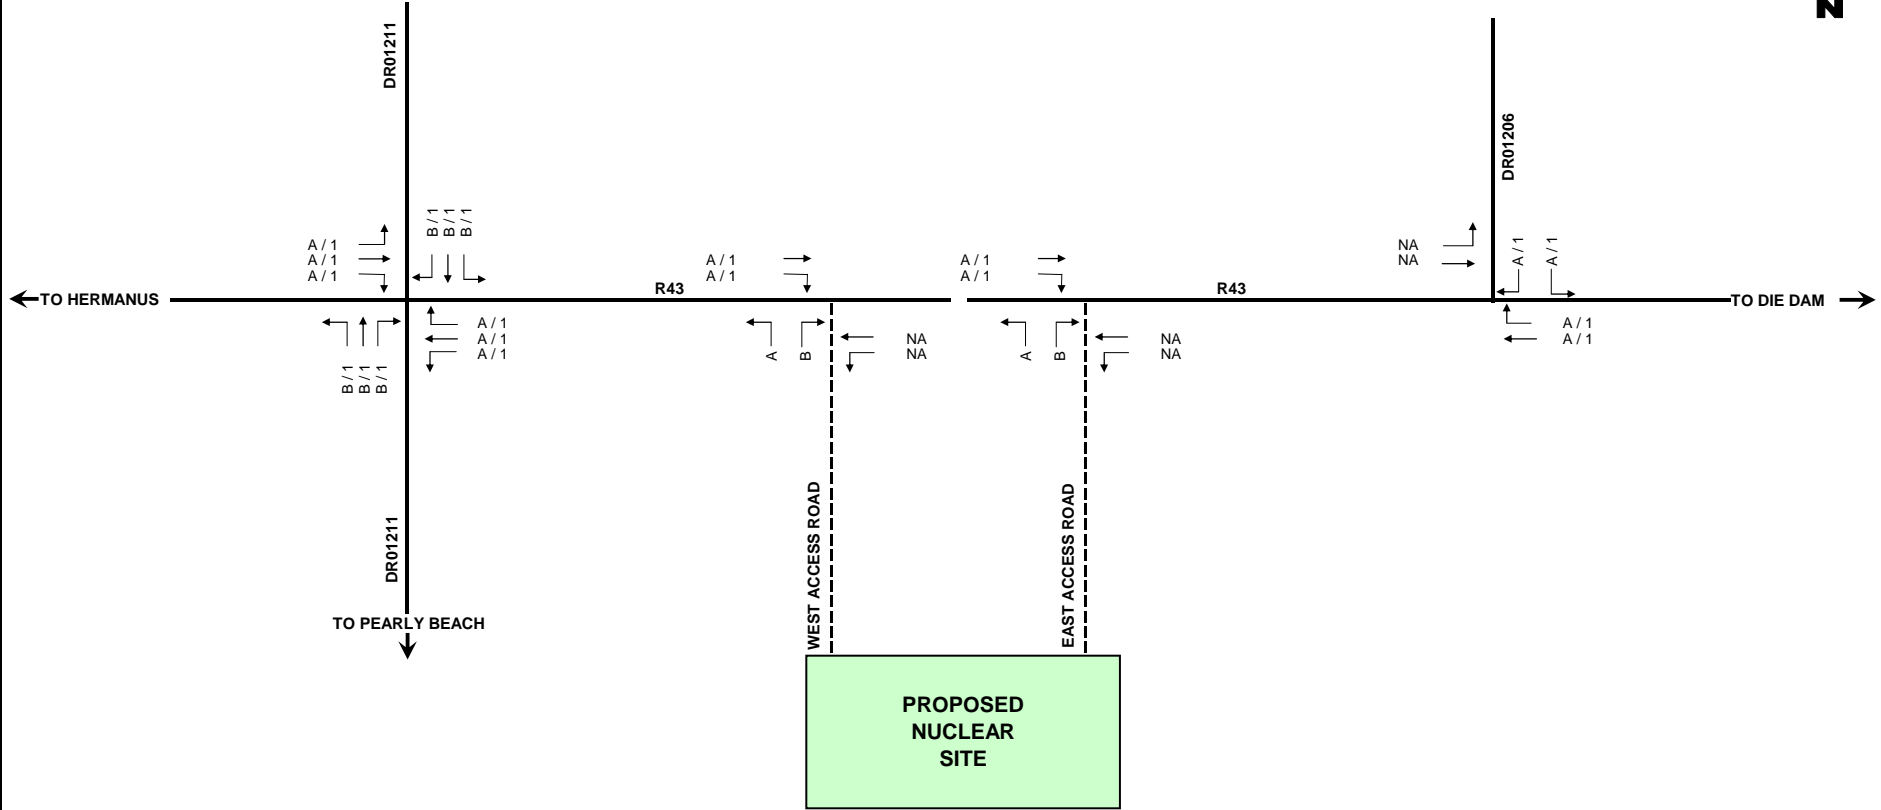 N
DR01211
DR01206
B / 1
B / 1
B / 1
A / 1
A / 1
A / 1
A / 1
A / 1
A / 1
A / 1
NA
NA
A / 1
A / 1
R43
R43
TO HERMANUS
TO DIE DAM
B / 1
B / 1
B / 1
A / 1
A / 1
A / 1
A
B
NA
NA
A
B
NA
NA
A / 1
A / 1
DR01211
WEST ACCESS ROAD
EAST ACCESS ROAD
TO PEARLY BEACH
PROPOSED
NUCLEAR
SITE